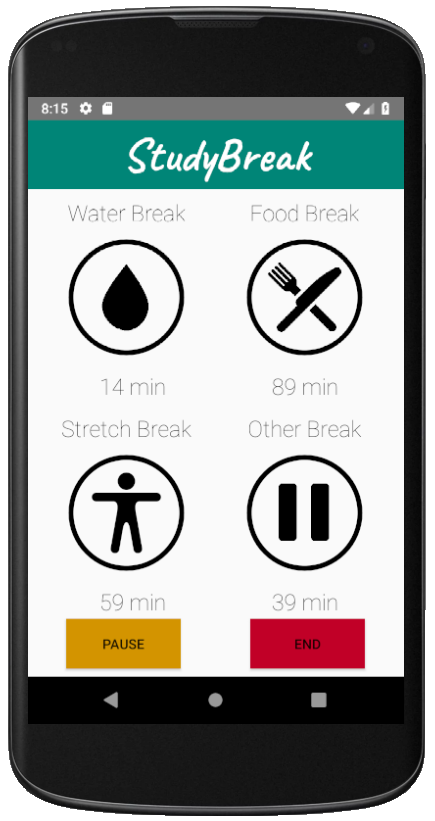 8:15
StudyBreak
Water Break
Food Break
14 min
89 min
Stretch Break
Other Break
59 min
39 min
PAUSE
END